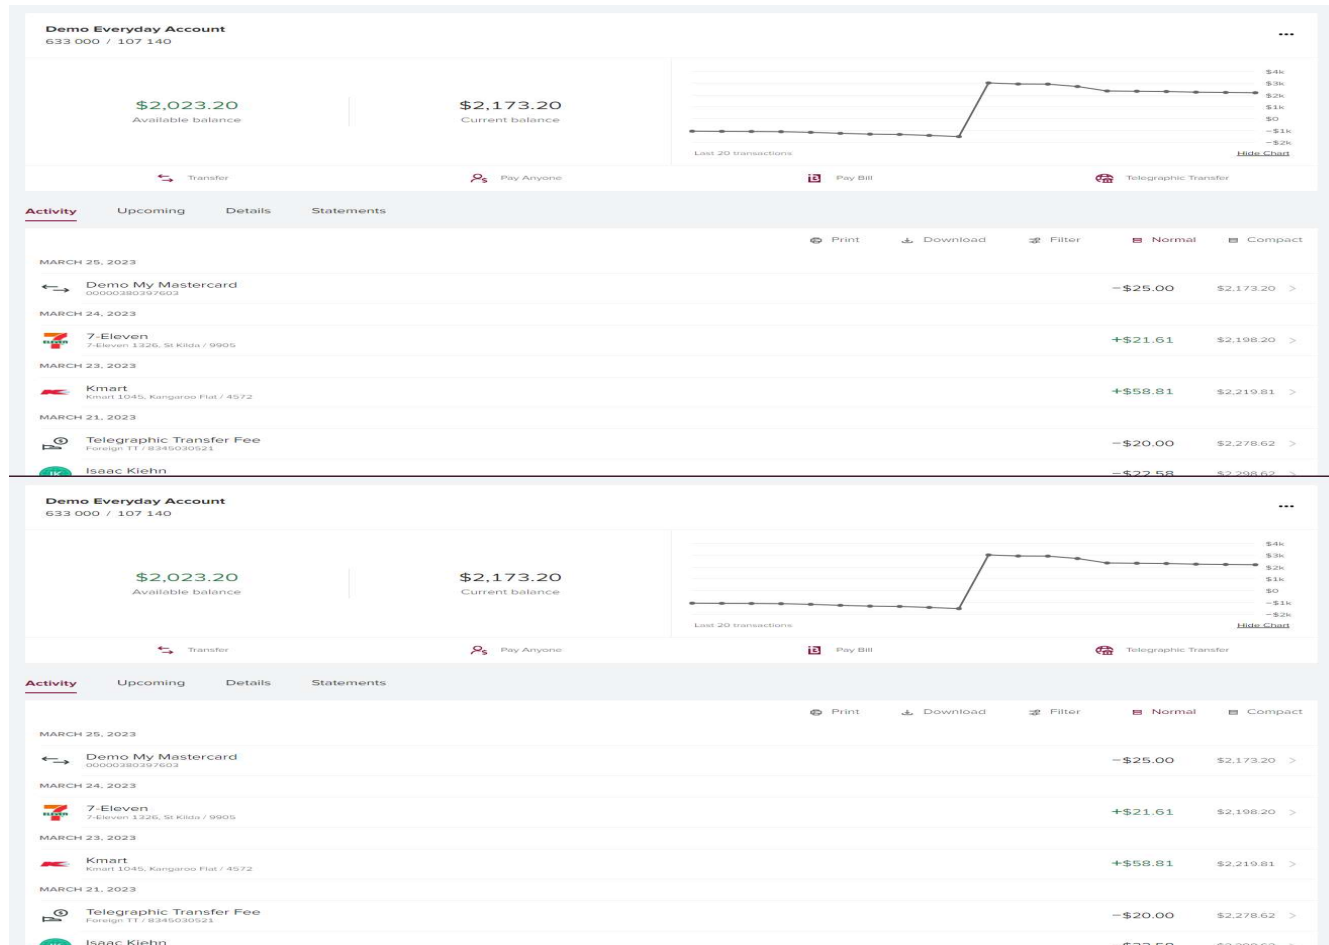 Demo Everyday Account
633 000 / 107 140
$2,023.20
Available balance
$2,173.20
Current balance
$4k
$3k
$2k
$1k
$0
−$1k
−$2k
Last 20 transactions
Hide Chart
Transfer
Pay Anyone
Pay Bill
Telegraphic Transfer
Activity
Upcoming
Details
Statements
Print
Download
Filter
Normal
Compact
MARCH 25, 2023
Demo My Mastercard
−$25.00
$2,173.20
00000380397603
MARCH 24, 2023
7-Eleven
+$21.61
$2,198.20
7-Eleven 1326, St Kilda / 9905
MARCH 23, 2023
Kmart
+$58.81
$2,219.81
Kmart 1045, Kangaroo Flat / 4572
MARCH 21, 2023
Telegraphic Transfer Fee
−$20.00
$2,278.62
Foreign TT / 8345030521
IK
Isaac Kiehn
−$22.58
$2,298.62
Demo Everyday Account
633 000 / 107 140
$2,023.20
Available balance
$2,173.20
Current balance
$4k
$3k
$2k
$1k
$0
−$1k
−$2k
Last 20 transactions
Hide Chart
Transfer
Pay Anyone
Pay Bill
Telegraphic Transfer
Activity
Upcoming
Details
Statements
Print
Download
Filter
Normal
Compact
MARCH 25, 2023
Demo My Mastercard
−$25.00
$2,173.20
00000380397603
MARCH 24, 2023
7-Eleven
+$21.61
$2,198.20
7-Eleven 1326, St Kilda / 9905
MARCH 23, 2023
Kmart
+$58.81
$2,219.81
Kmart 1045, Kangaroo Flat / 4572
MARCH 21, 2023
Telegraphic Transfer Fee
−$20.00
$2,278.62
Foreign TT / 8345030521
Isaac Kiehn